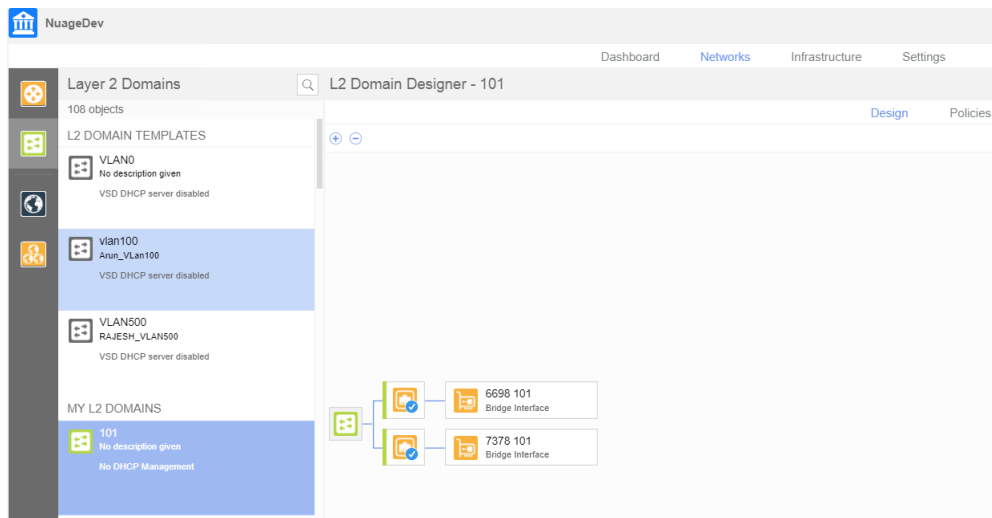 NuageDev
Dashboard Networks Infrastructure Settings
Layer 2 Domains
L2 Domain Designer - 101
108 objects
Design Policies
L2 DOMAIN TEMPLATES
VLAN0
No description given
VSD DHCP server disabled
vlan100
Arun_VLan100
VSD DHCP server disabled
VLAN500
RAJESH_VLAN500
VSD DHCP server disabled
MY L2 DOMAINS
101
No description given
No DHCP Management
6698 101
Bridge Interface
7378 101
Bridge Interface